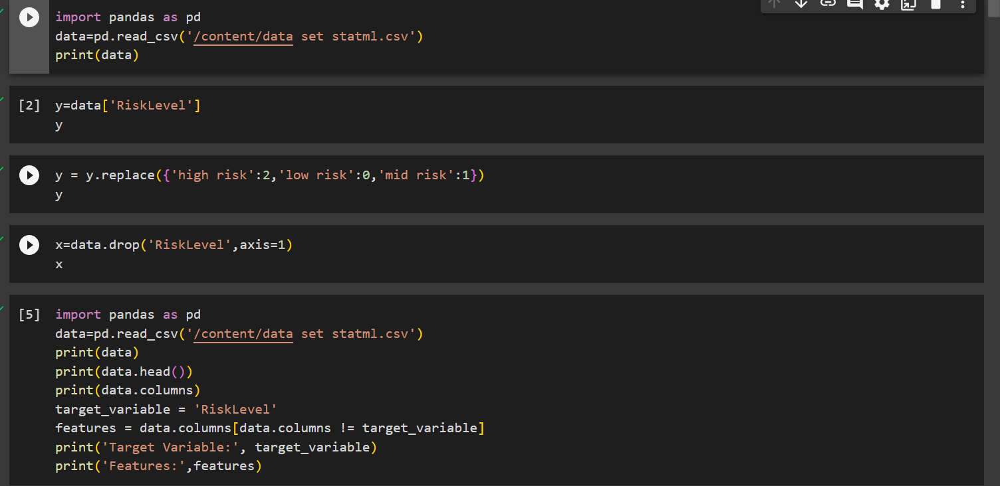 import pandas as pd
data=pd.read_csv('/content/data set statml.csv')
print(data)
[2] y=data['RiskLevel']
y
y = y.replace({'high risk':2,'low risk':0,'mid risk':1})
y
x=data.drop('RiskLevel',axis=1)
x
[5] import pandas as pd
data=pd.read_csv('/content/data set statml.csv')
print(data)
print(data.head())
print(data.columns)
target_variable = 'RiskLevel'
features = data.columns[data.columns != target_variable]
print('Target Variable:', target_variable)
print('Features:',features)